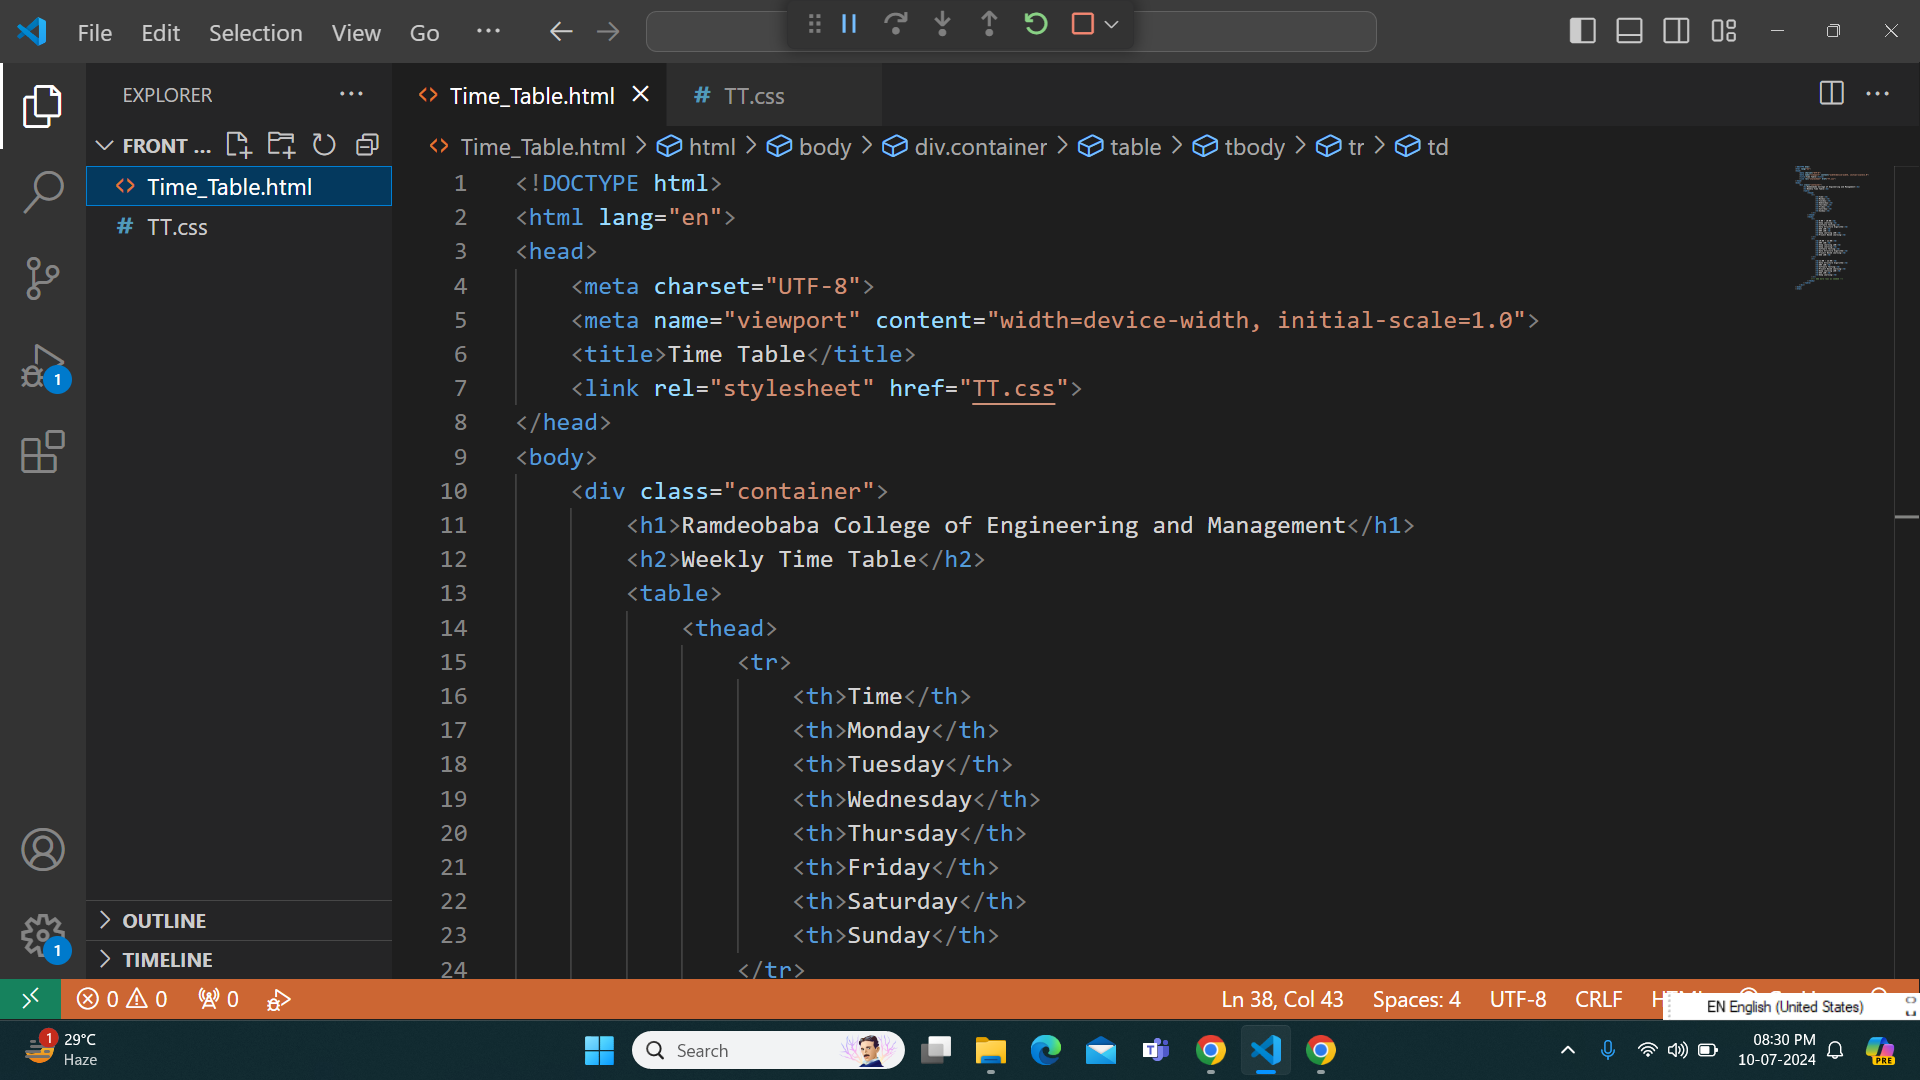 File Edit Selection View Go ...
EXPLORER ...
Time_Table.html
# TT.css
FRONT ...
Time_Table.html > html > body > div.container > table > tbody > tr > td
Time_Table.html
# TT.css
1 <!DOCTYPE html>
2 <html lang="en">
3 <head>
4 <meta charset="UTF-8">
5 <meta name="viewport" content="width=device-width, initial-scale=1.0">
6 <title>Time Table</title>
7 <link rel="stylesheet" href="TT.css">
8 </head>
9 <body>
10 <div class="container">
11 <h1>Ramdeobaba College of Engineering and Management</h1>
12 <h2>Weekly Time Table</h2>
13 <table>
14 <thead>
15 <tr>
16 <th>Time</th>
17 <th>Monday</th>
18 <th>Tuesday</th>
19 <th>Wednesday</th>
20 <th>Thursday</th>
21 <th>Friday</th>
22 <th>Saturday</th>
23 <th>Sunday</th>
24 </tr>
1
1
OUTLINE
TIMELINE
0 0 0
Ln 38, Col 43 Spaces: 4 UTF-8 CRLF
EN English (United States)
1
29°C
Haze
Search
08:30 PM
10-07-2024
PRE